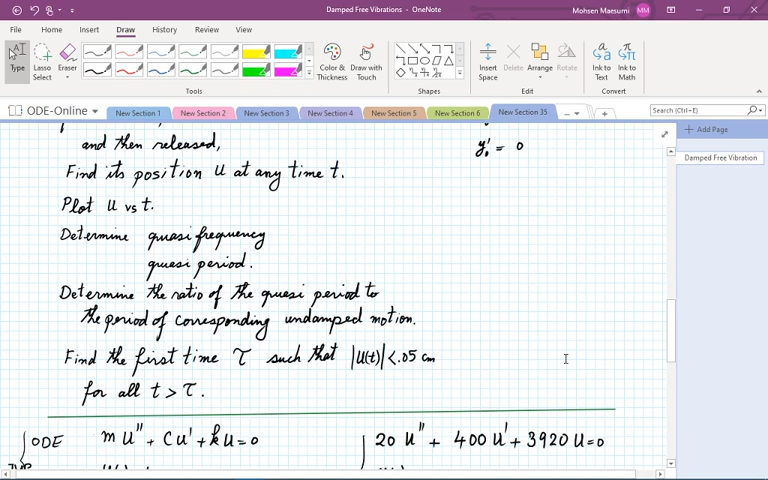 Damped Free Vibrations - OneNote
Mohsen Maesumi MM
File Home Insert Draw History Review View
Type
Lasso Select
Eraser
Color & Thickness
Draw with Touch
Shapes
Insert Space
Delete
Arrange
Rotate
Ink to Text
Ink to Math
Tools Shapes Edit Convert
ODE-Online
New Section 1 New Section 2 New Section 3 New Section 4 New Section 5 New Section 6 New Section 35
Search (Ctrl+E)
Add Page
Damped Free Vibration
and then released,
y₀' = 0
Find its position U at any time t.
Plot U vs t.
Determine quasi frequency
quasi period.
Determine the ratio of the quasi period to
the period of corresponding undamped motion.
Find the first time τ such that |U(t)| < .05 cm
for all t > τ.
ODE mU'' + CU' + kU = 0
20 U'' + 400 U' + 3920 U = 0